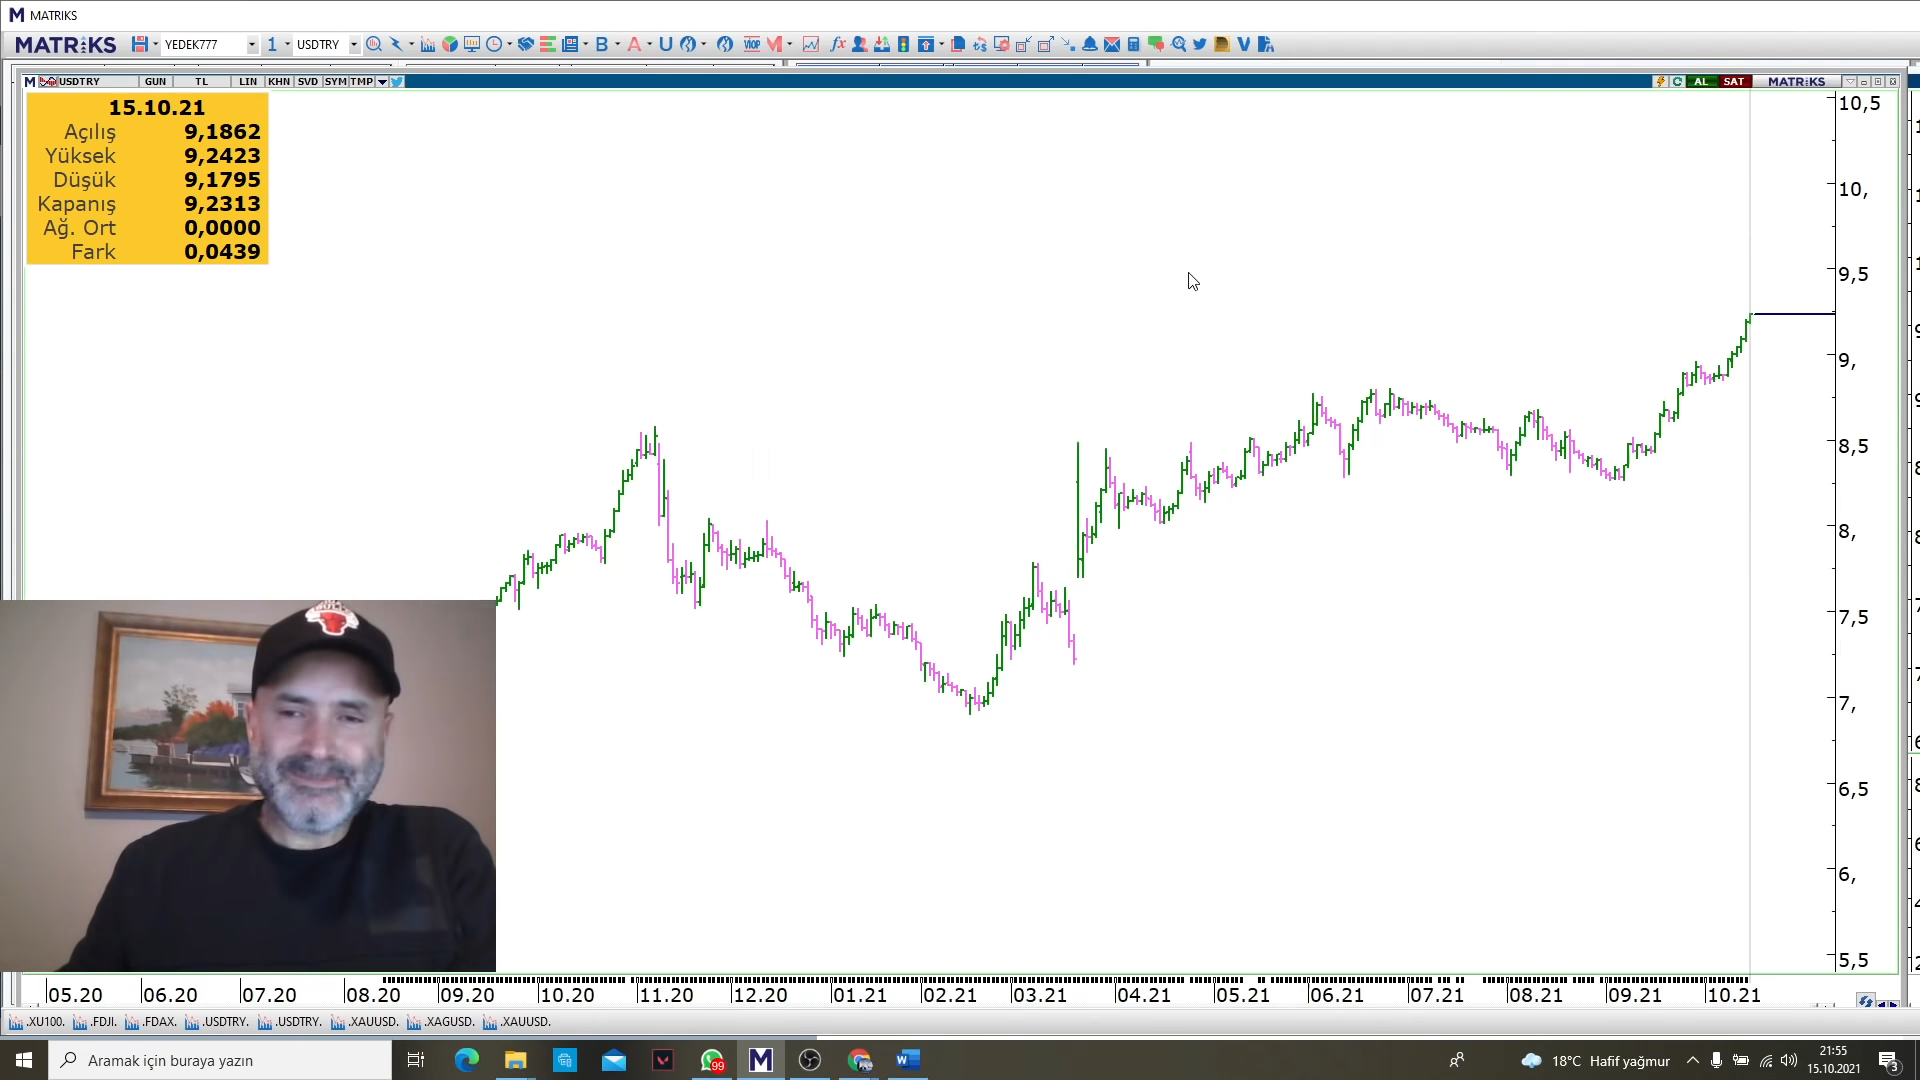 MATRIKS
MATRiKS YEDEK777 1 USDTRY B A U VIOP M fx V
USDTRY GUN TL LIN KHN SVD SYM TMP AL SAT MATRiKS
15.10.21
Açılış 9,1862
Yüksek 9,2423
Düşük 9,1795
Kapanış 9,2313
Ağ. Ort 0,0000
Fark 0,0439
10,5
10,
9,5
9,
8,5
8,
7,5
7,
6,5
6,
5,5
05.20 06.20 07.20 08.20 09.20 10.20 11.20 12.20 01.21 02.21 03.21 04.21 05.21 06.21 07.21 08.21 09.21 10.21
.XU100. .FDJI. .FDAX. .USDTRY. .USDTRY. .XAUUSD. .XAGUSD. .XAUUSD.
Aramak için buraya yazın 99 18°C Hafif yağmur 21:55
15.10.2021 3